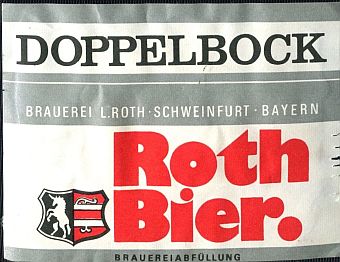 DOPPELBOCK
BRAUEREI L.ROTH · SCHWEINFURT · BAYERN
Roth
Bier.
BRAUEREIABFÜLLUNG